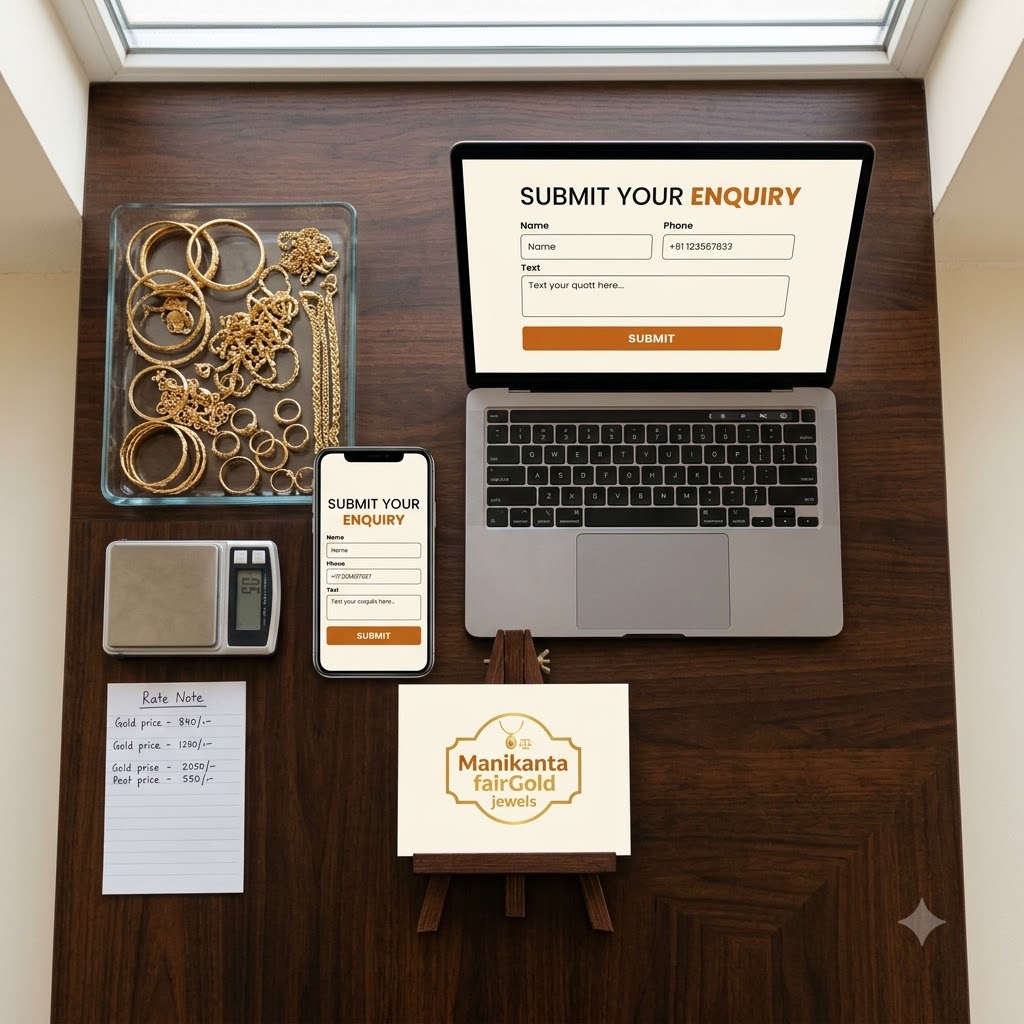 SUBMIT YOUR ENQUIRY
Name
Phone
Name
+81 123567833
Text
Text your quott here...
SUBMIT
SUBMIT YOUR
ENQUIRY
Name
Name
Phone
Text
SUBMIT
Rate Note
Gold price - 840/-
Gold price - 1290/-
Gold prise - 2050/-
Peot price - 550/-
Manikanta
fairGold
jewels